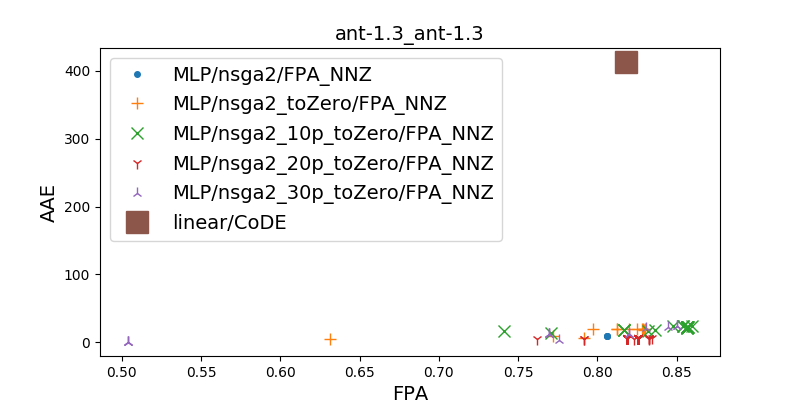 ant-1.3_ant-1.3
400
300
200
100
0
AAE
MLP/nsga2/FPA_NNZ
MLP/nsga2_toZero/FPA_NNZ
MLP/nsga2_10p_toZero/FPA_NNZ
MLP/nsga2_20p_toZero/FPA_NNZ
MLP/nsga2_30p_toZero/FPA_NNZ
linear/CoDE
0.50 0.55 0.60 0.65 0.70 0.75 0.80 0.85
FPA